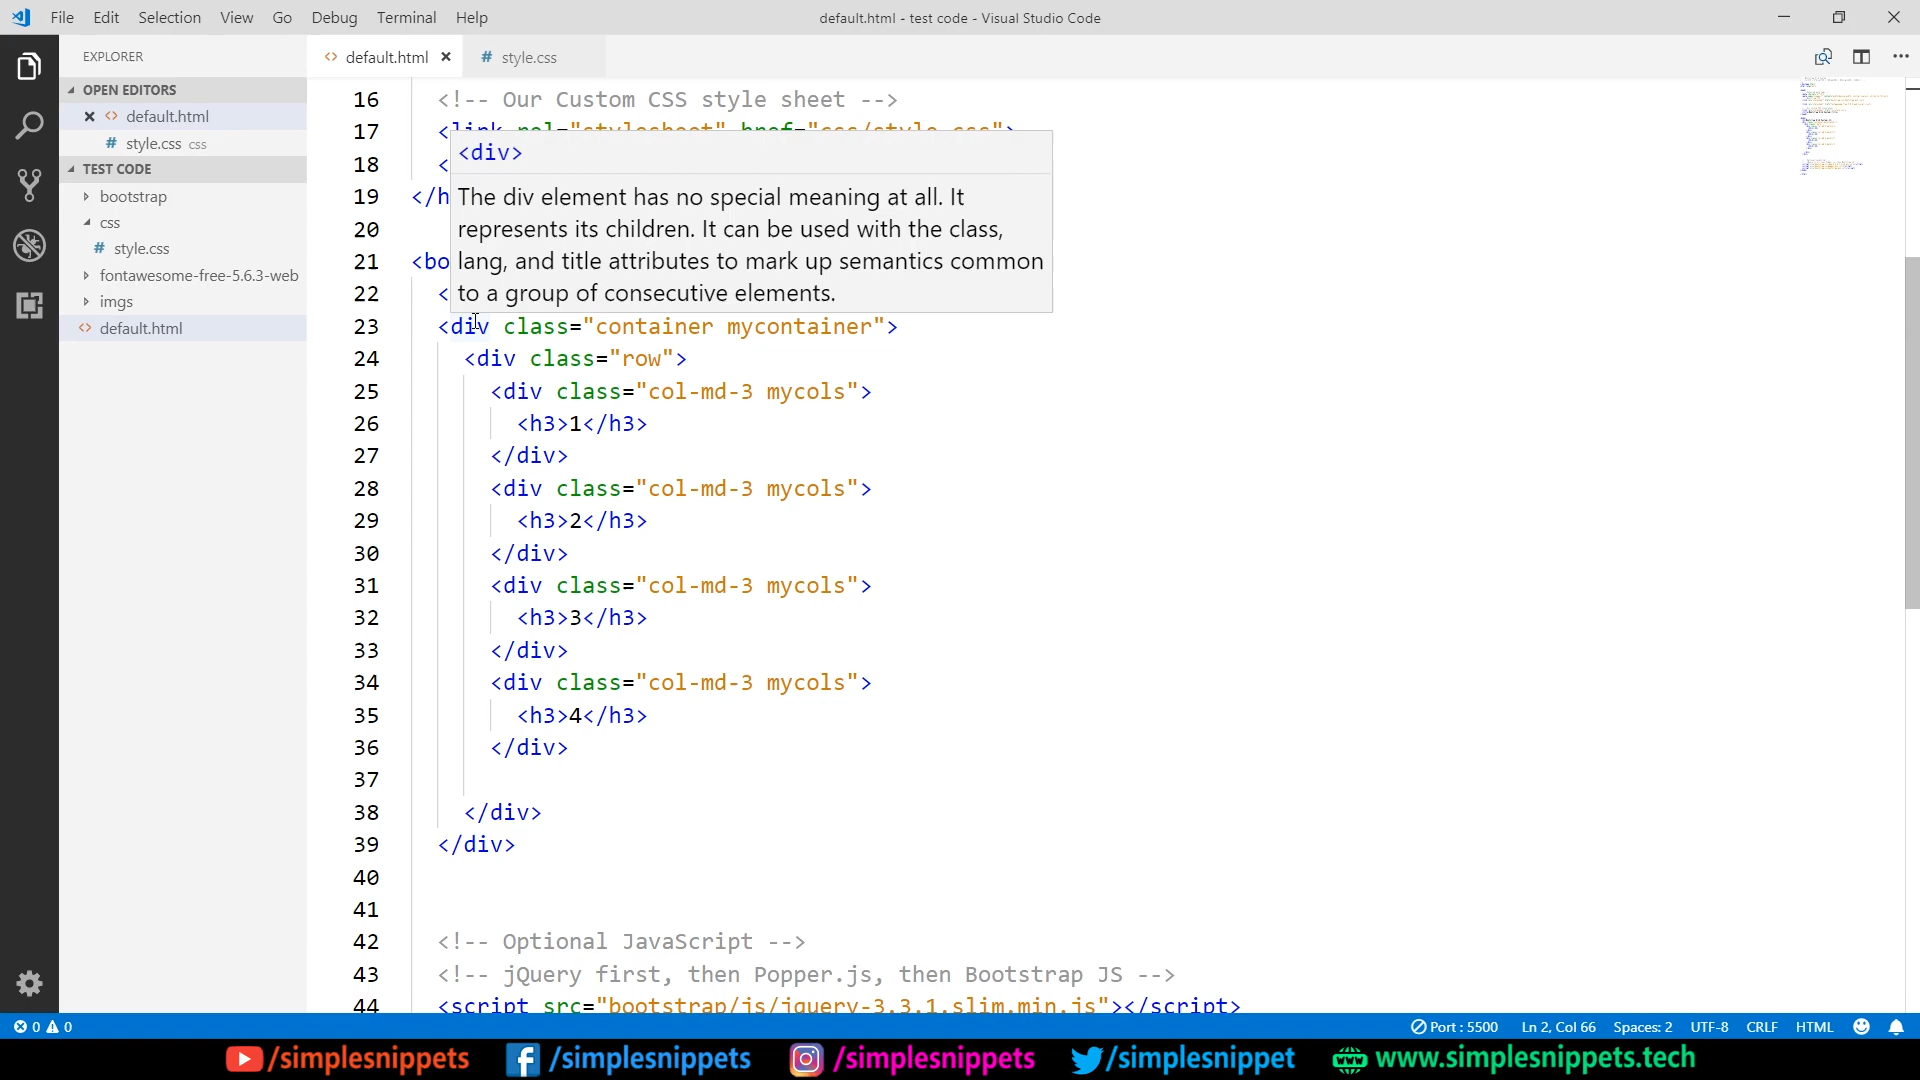 File Edit Selection View Go Debug Terminal Help
default.html - test code - Visual Studio Code
EXPLORER
default.html
# style.css
OPEN EDITORS
default.html
# style.css css
TEST CODE
bootstrap
css
# style.css
fontawesome-free-5.6.3-web
imgs
default.html
16 <!-- Our Custom CSS style sheet -->
17 <link rel="stylesheet" href="css/style.css">
18 <
19 </h
20
21 <bo
22 <
<div>
The div element has no special meaning at all. It
represents its children. It can be used with the class,
lang, and title attributes to mark up semantics common
to a group of consecutive elements.
23 <div class="container mycontainer">
24 <div class="row">
25 <div class="col-md-3 mycols">
26 <h3>1</h3>
27 </div>
28 <div class="col-md-3 mycols">
29 <h3>2</h3>
30 </div>
31 <div class="col-md-3 mycols">
32 <h3>3</h3>
33 </div>
34 <div class="col-md-3 mycols">
35 <h3>4</h3>
36 </div>
37
38 </div>
39 </div>
40
41
42 <!-- Optional JavaScript -->
43 <!-- jQuery first, then Popper.js, then Bootstrap JS -->
44 <script src="bootstrap/js/jquery-3.3.1.slim.min.js"></script>
0 0
Port : 5500 Ln 2, Col 66 Spaces: 2 UTF-8 CRLF HTML
/simplesnippets /simplesnippets /simplesnippets /simplesnippet www.simplesnippets.tech